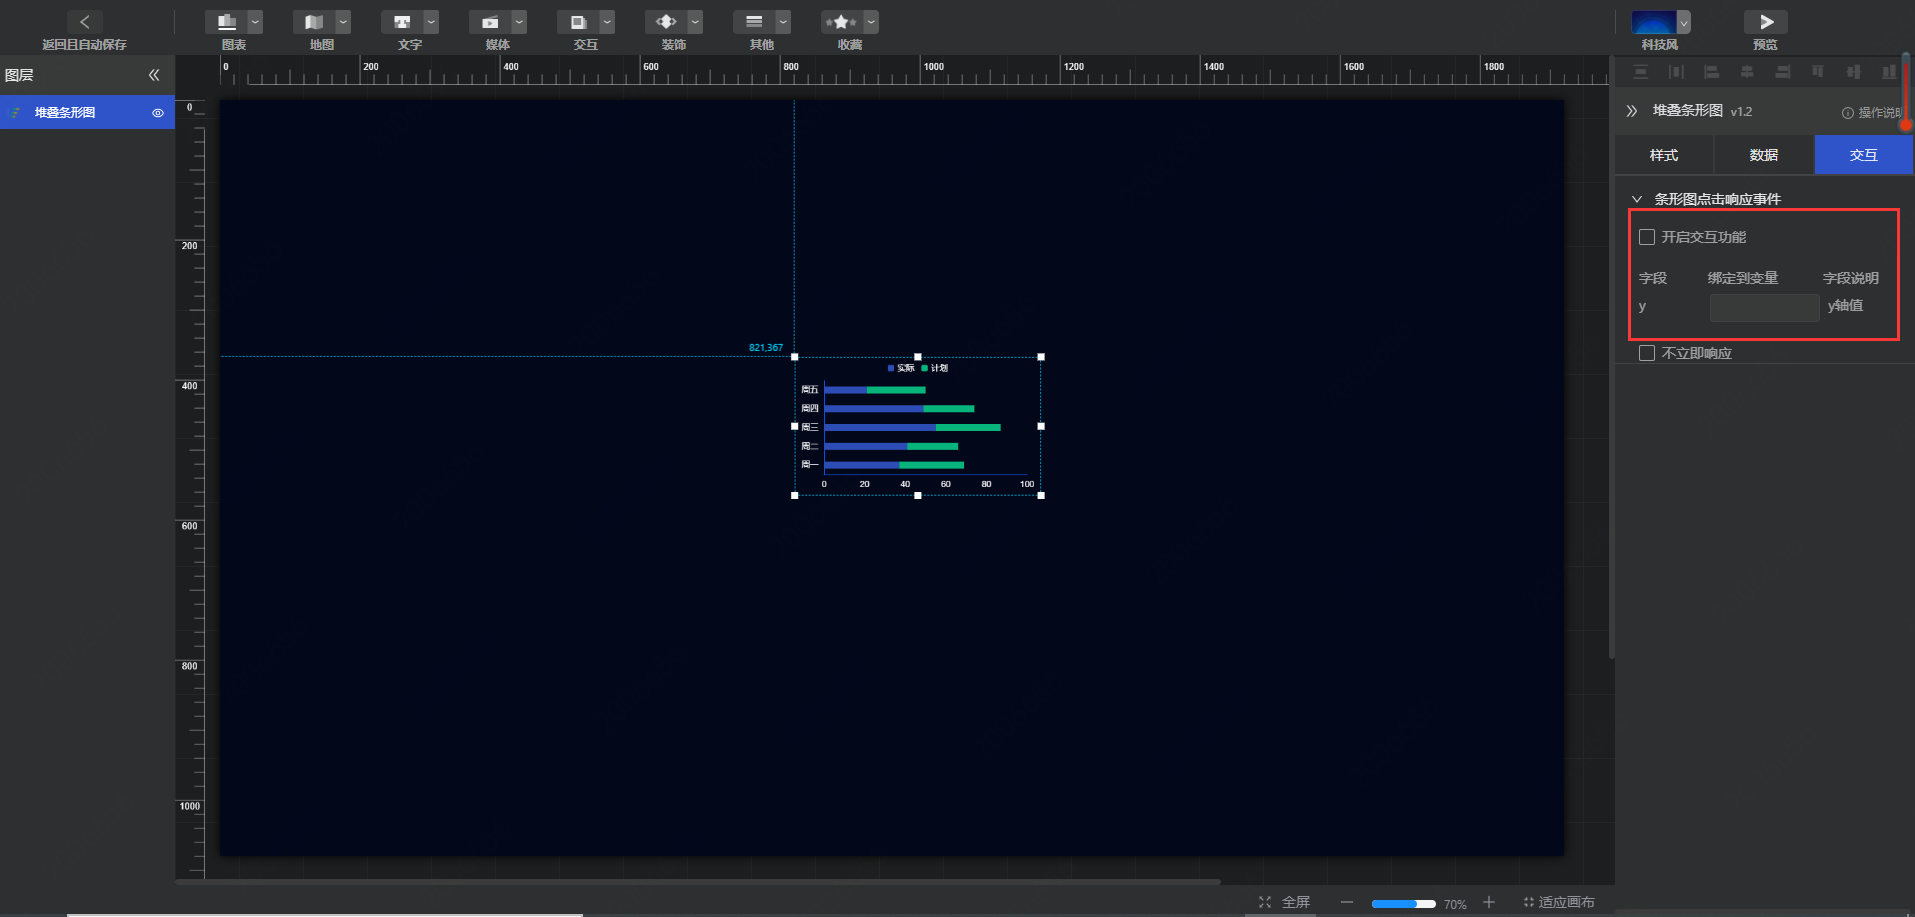 返回且自动保存
图表
地图
文字
媒体
交互
装饰
其他
收藏
科技风
预览
图层
堆叠条形图
0 200 400 600 800 1000 1200 1400 1600 1800
0
200
400
600
800
1000
821,367
实际 计划
周五
周四
周三
周二
周一
0 20 40 60 80 100
堆叠条形图 v1.2
操作说明
样式 数据 交互
条形图点击响应事件
开启交互功能
字段 绑定到变量 字段说明
y y轴值
不立即响应
全屏 70% 适应画布